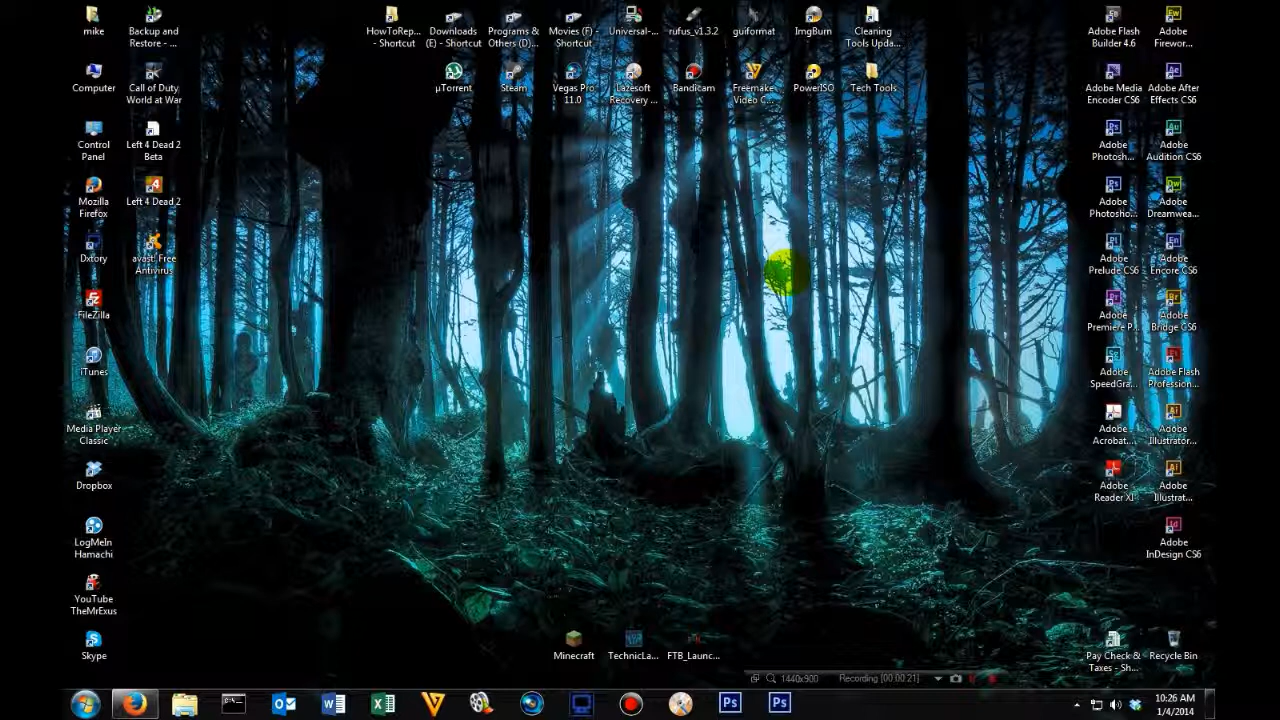 mike
Backup and
Restore - ...
HowToRep...
- Shortcut
Downloads
(E) - Shortcut
Programs &
Others (D)...
Movies (F) -
Shortcut
Universal-...
rufus_v1.3.2
guiformat
ImgBurn
Cleaning
Tools Upda...
Adobe Flash
Builder 4.6
Adobe
Firewor...
Computer
Call of Duty
World at War
µTorrent
Steam
Vegas Pro
11.0
Lazesoft
Recovery ...
Bandicam
Freemake
Video C...
PowerISO
Tech Tools
Adobe Media
Encoder CS6
Adobe After
Effects CS6
Control
Panel
Left 4 Dead 2
Beta
Adobe
Photosh...
Adobe
Audition CS6
Mozilla
Firefox
Left 4 Dead 2
Adobe
Photosho...
Adobe
Dreamwea...
Dxtory
avast! Free
Antivirus
Adobe
Prelude CS6
Adobe
Encore CS6
FileZilla
Adobe
Premiere P...
Adobe
Bridge CS6
iTunes
Adobe
SpeedGra...
Adobe Flash
Profession...
Media Player
Classic
Adobe
Acrobat...
Adobe
Illustrator...
Dropbox
Adobe
Reader XI
Adobe
Illustrat...
LogMeIn
Hamachi
Adobe
InDesign CS6
YouTube
TheMrExus
Skype
Minecraft
TechnicLa...
FTB_Launc...
Pay Check &
Taxes - Sh...
Recycle Bin
1440x900
Recording [00:00:21]
10:26 AM
1/4/2014